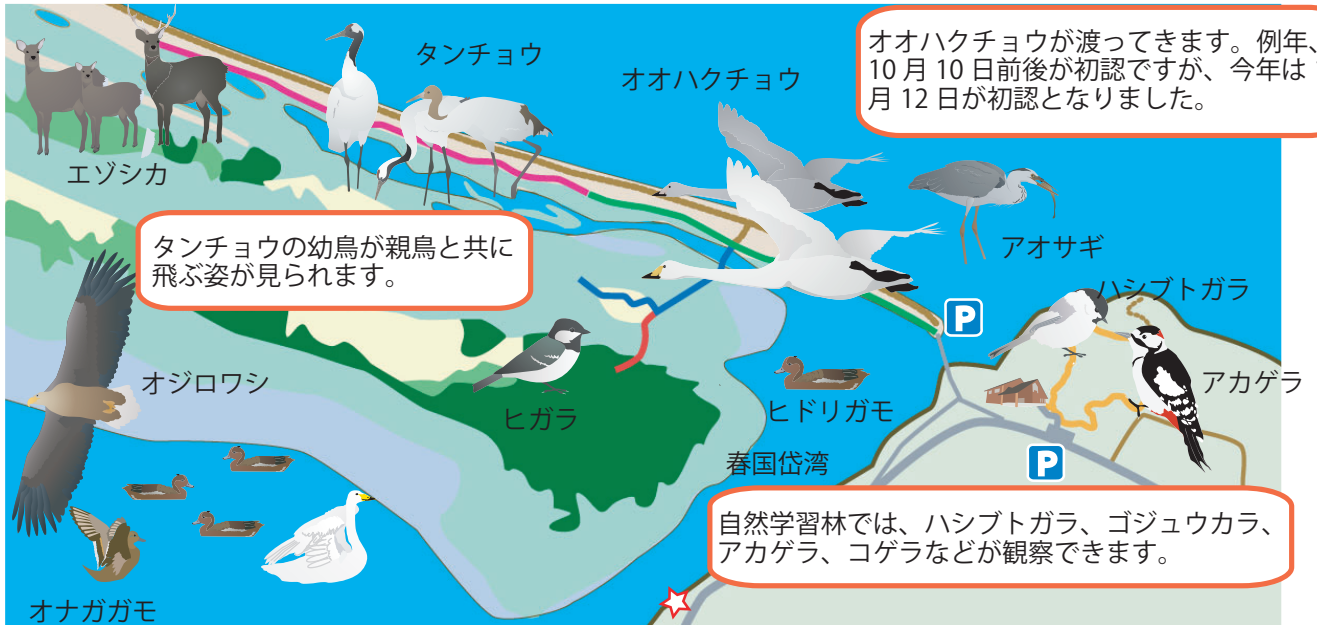 オオハクチョウが渡ってきます。例年、
10 月 10 日前後が初認ですが、今年は
月 12 日が初認となりました。
タンチョウ
オオハクチョウ
エゾシカ
アオサギ
タンチョウの幼鳥が親鳥と共に
飛ぶ姿が見られます。
ハシブトガラ
P
オジロワシ
アカゲラ
ヒガラ
ヒドリガモ
春国岱湾
P
自然学習林では、ハシブトガラ、ゴジュウカラ、
アカゲラ、コゲラなどが観察できます。
オナガガモ